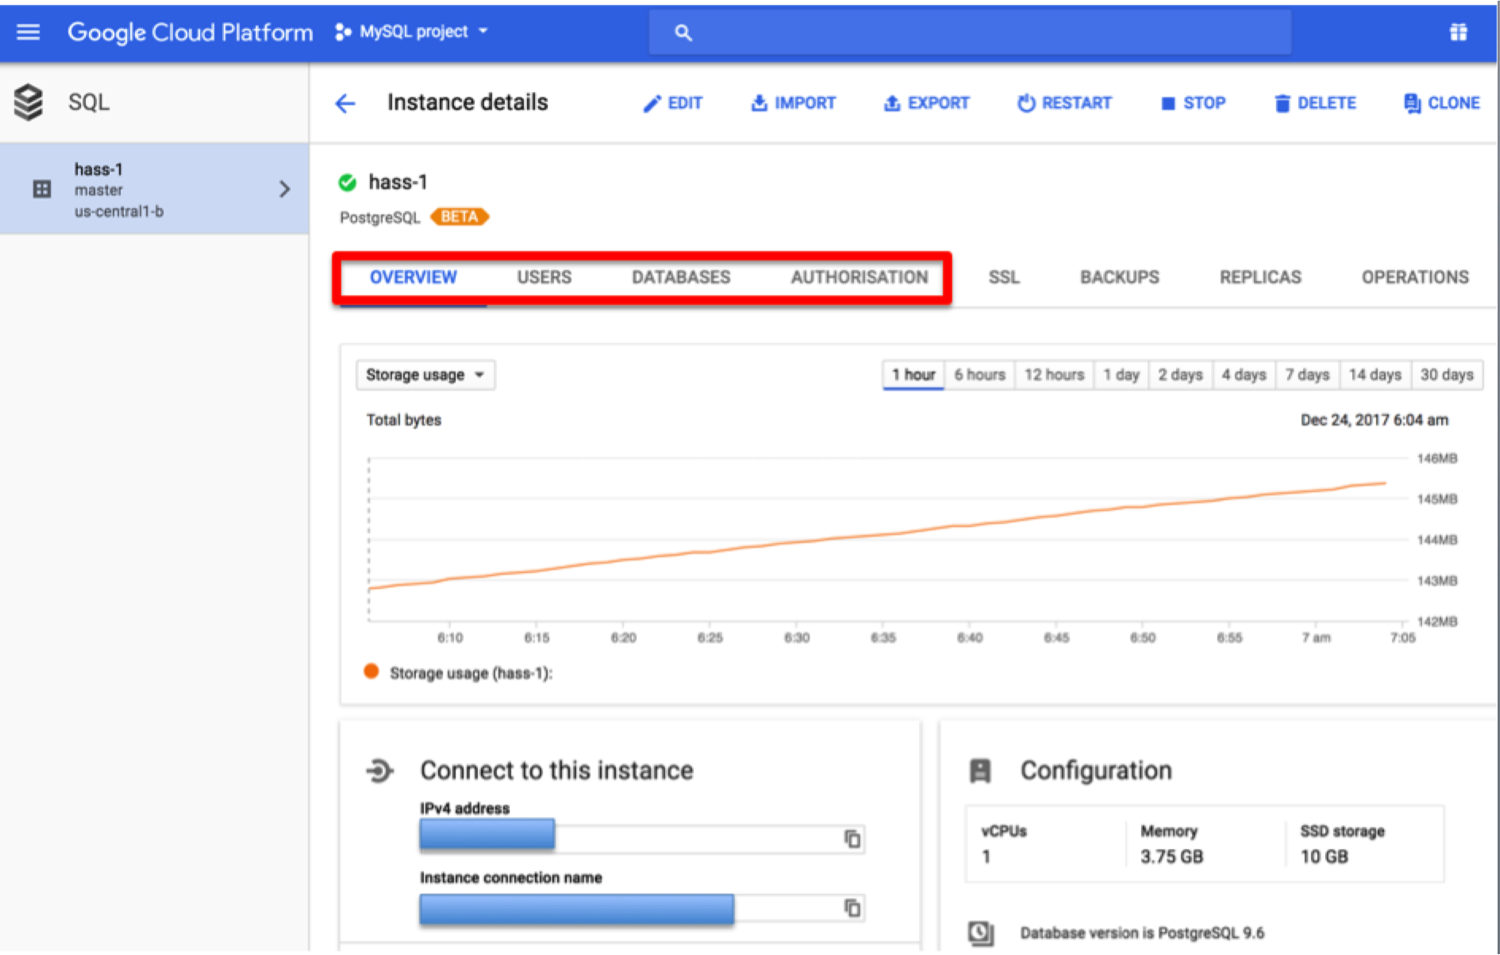 Google Cloud Platform MySQL project
SQL
Instance details EDIT IMPORT EXPORT RESTART STOP DELETE CLONE
hass-1
master
us-central1-b
hass-1
PostgreSQL BETA
OVERVIEW USERS DATABASES AUTHORISATION SSL BACKUPS REPLICAS OPERATIONS
Storage usage 1 hour 6 hours 12 hours 1 day 2 days 4 days 7 days 14 days 30 days
Total bytes Dec 24, 2017 6:04 am
146MB
145MB
144MB
143MB
142MB
6:10 6:15 6:20 6:25 6:30 6:35 6:40 6:45 6:50 6:55 7 am 7:05
Storage usage (hass-1):
Connect to this instance
IPv4 address
Instance connection name
Configuration
vCPUs Memory SSD storage
1 3.75 GB 10 GB
Database version is PostgreSQL 9.6